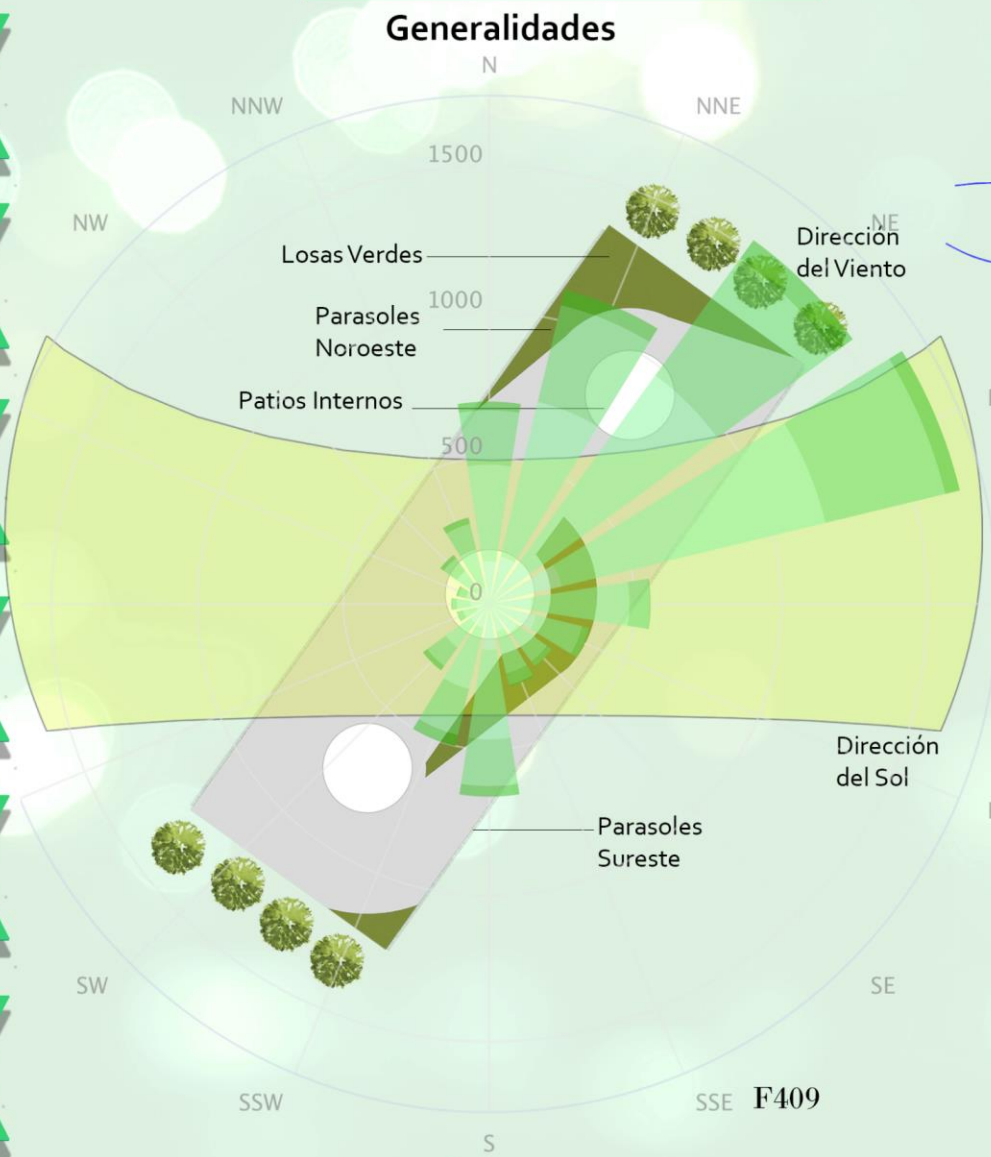 Generalidades
N
NNW
NNE
1500
NW
NE
Dirección
del Viento
Losas Verdes
1000
Parasoles
Noroeste
Patios Internos
500
0
Dirección
del Sol
Parasoles
Sureste
SW
SE
SSW
SSE
F409
S